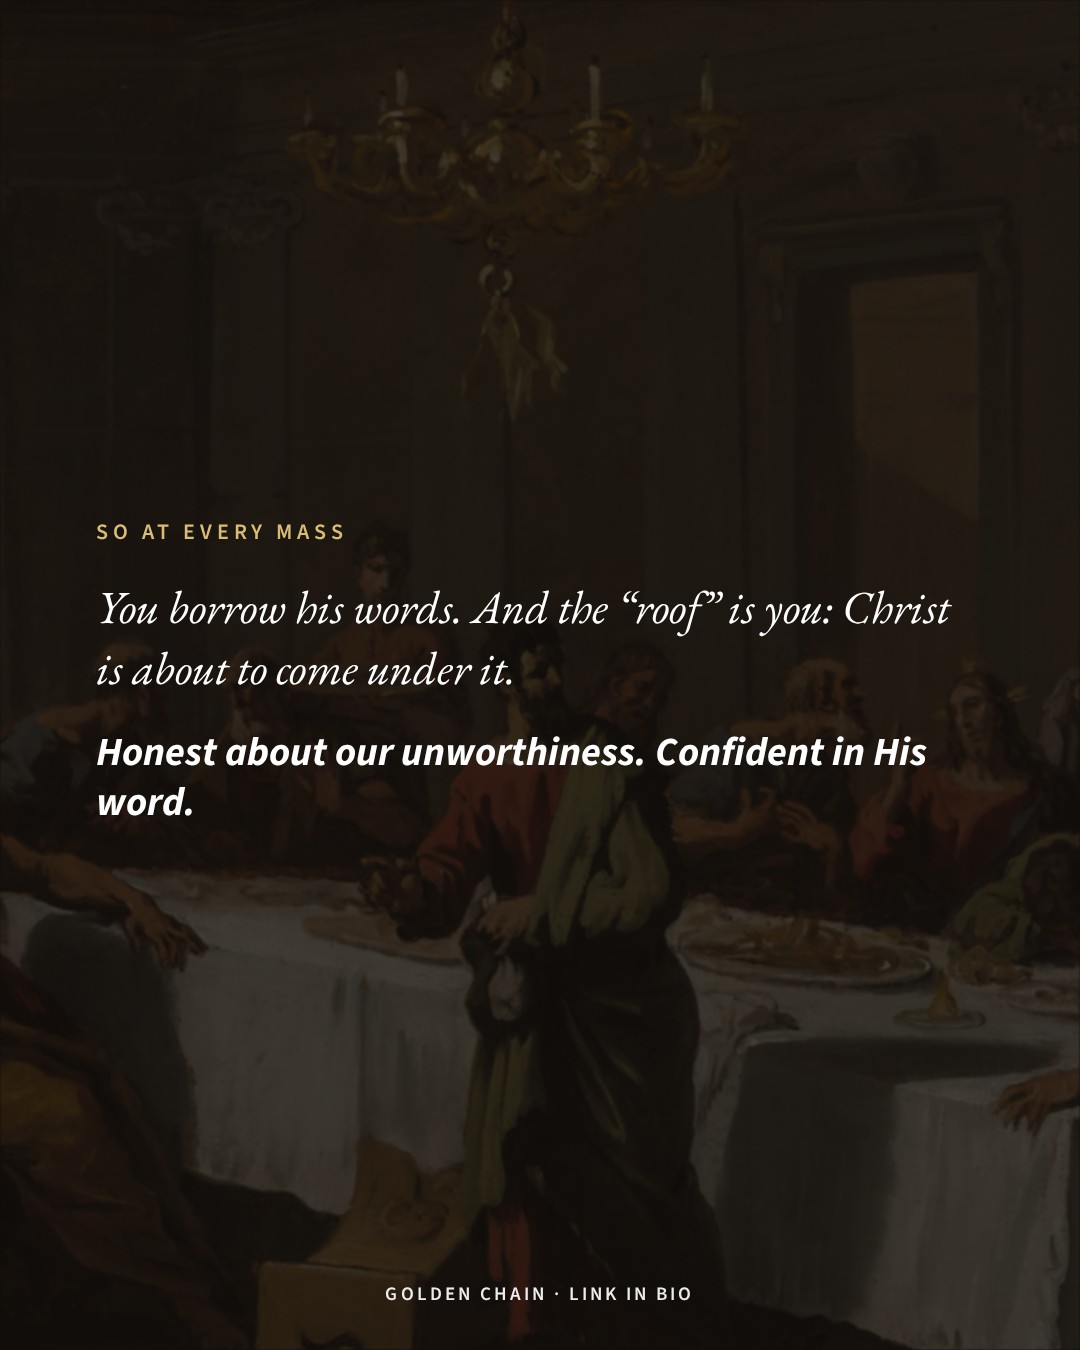 SO AT EVERY MASS
You borrow his words. And the “roof” is you: Christ
is about to come under it.
Honest about our unworthiness. Confident in His
word.
GOLDEN CHAIN · LINK IN BIO